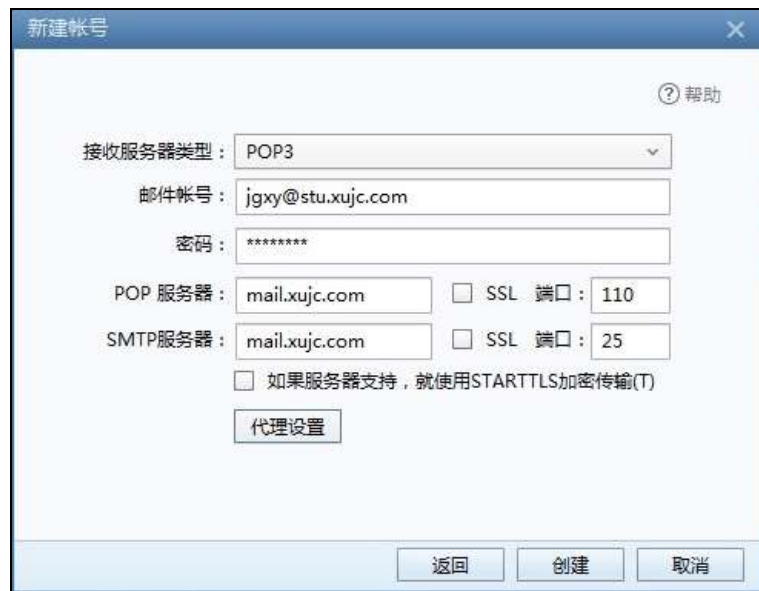 新建帐号
帮助
接收服务器类型： POP3
邮件帐号： jgxy@stu.xujc.com
密码： ********
POP 服务器： mail.xujc.com SSL 端口： 110
SMTP服务器： mail.xujc.com SSL 端口： 25
如果服务器支持，就使用STARTTLS加密传输(T)
代理设置
返回 创建 取消